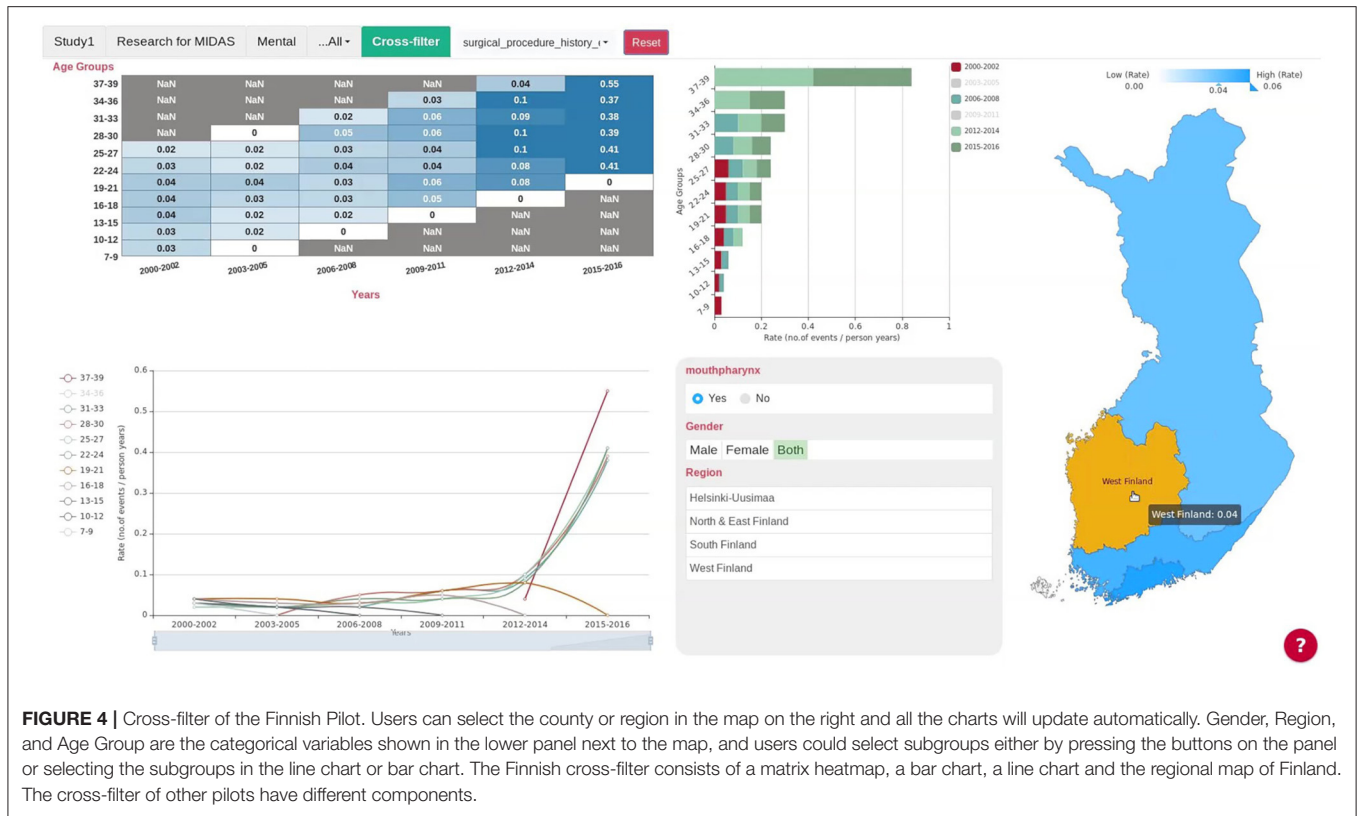 Study1 Research for MIDAS Mental ...All Cross-filter surgical_procedure_history_ Reset
Age Groups
37-39 NaN NaN NaN NaN 0.04 0.55
34-36 NaN NaN NaN 0.03 0.1 0.37
31-33 NaN NaN 0.02 0.06 0.09 0.38
28-30 NaN 0 0.05 0.06 0.1 0.39
25-27 0.02 0.02 0.03 0.04 0.1 0.41
22-24 0.03 0.02 0.04 0.04 0.08 0.41
19-21 0.04 0.04 0.03 0.06 0.08 0
16-18 0.04 0.03 0.03 0.05 0 NaN
13-15 0.04 0.02 0.02 0 NaN NaN
10-12 0.03 0.02 0 NaN NaN NaN
7-9 0.03 0 NaN NaN NaN NaN
2000-2002 2003-2005 2006-2008 2009-2011 2012-2014 2015-2016
Years
Age Groups
37-39
34-36
31-33
28-30
25-27
22-24
19-21
16-18
13-15
10-12
7-9
0 0.2 0.4 0.6 0.8 1
Rate (no.of events / person years)
2000-2002
2003-2005
2006-2008
2009-2011
2012-2014
2015-2016
Low (Rate) High (Rate)
0.00 0.04 0.06
West Finland
West Finland: 0.04
37-39
34-36
31-33
28-30
25-27
22-24
19-21
16-18
13-15
10-12
7-9
Rate (no.of events / person years)
0.6
0.5
0.4
0.3
0.2
0.1
0
2000-2002 2003-2005 2006-2008 2009-2011 2012-2014 2015-2016
Years
mouthpharynx
Yes No
Gender
Male Female Both
Region
Helsinki-Uusimaa
North & East Finland
South Finland
West Finland
?
FIGURE 4 | Cross-filter of the Finnish Pilot. Users can select the county or region in the map on the right and all the charts will update automatically. Gender, Region,
and Age Group are the categorical variables shown in the lower panel next to the map, and users could select subgroups either by pressing the buttons on the panel
or selecting the subgroups in the line chart or bar chart. The Finnish cross-filter consists of a matrix heatmap, a bar chart, a line chart and the regional map of Finland.
The cross-filter of other pilots have different components.